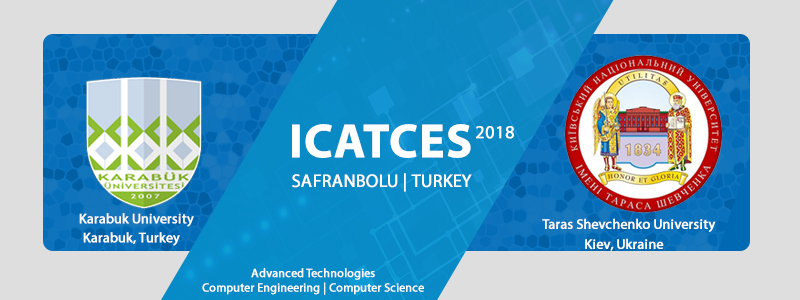 KARABÜK
ÜNİVERSİTESİ
2007
Karabuk University
Karabuk, Turkey
ICATCES 2018
SAFRANBOLU | TURKEY
Advanced Technologies
Computer Engineering | Computer Science
КИЇВСЬКИЙ НАЦІОНАЛЬНИЙ УНІВЕРСИТЕТ
ІМЕНІ ТАРАСА ШЕВЧЕНКА
UTILITAS
1834
HONOR ET GLORIA
Taras Shevchenko University
Kiev, Ukraine